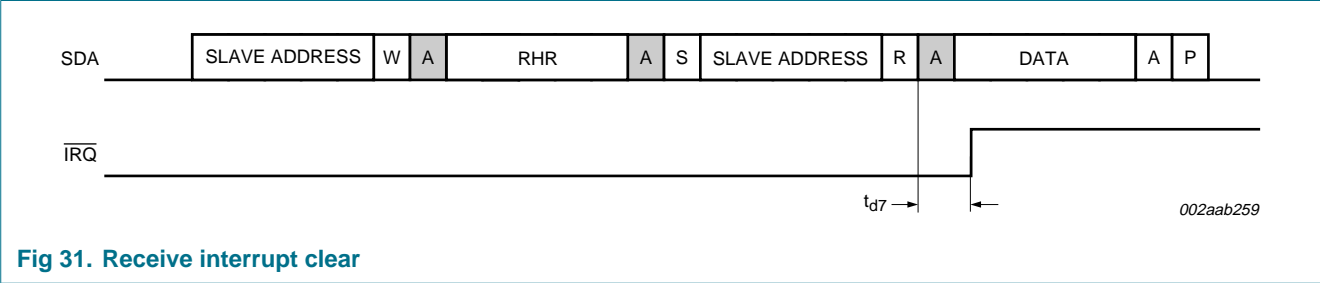 SDA SLAVE ADDRESS W A RHR A S SLAVE ADDRESS R A DATA A P
IRQ
td7
002aab259
Fig 31. Receive interrupt clear